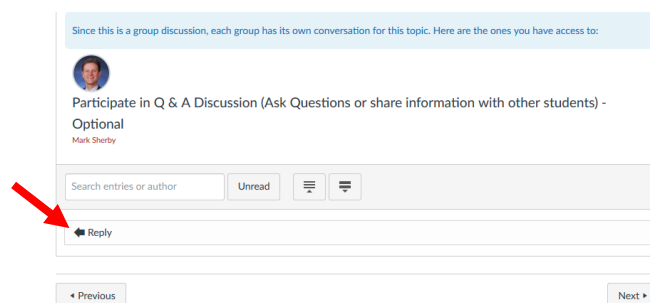 Since this is a group discussion, each group has its own conversation for this topic. Here are the ones you have access to:
Participate in Q & A Discussion (Ask Questions or share information with other students) -
Optional
Mark Sherby
Search entries or author Unread
Reply
Previous Next